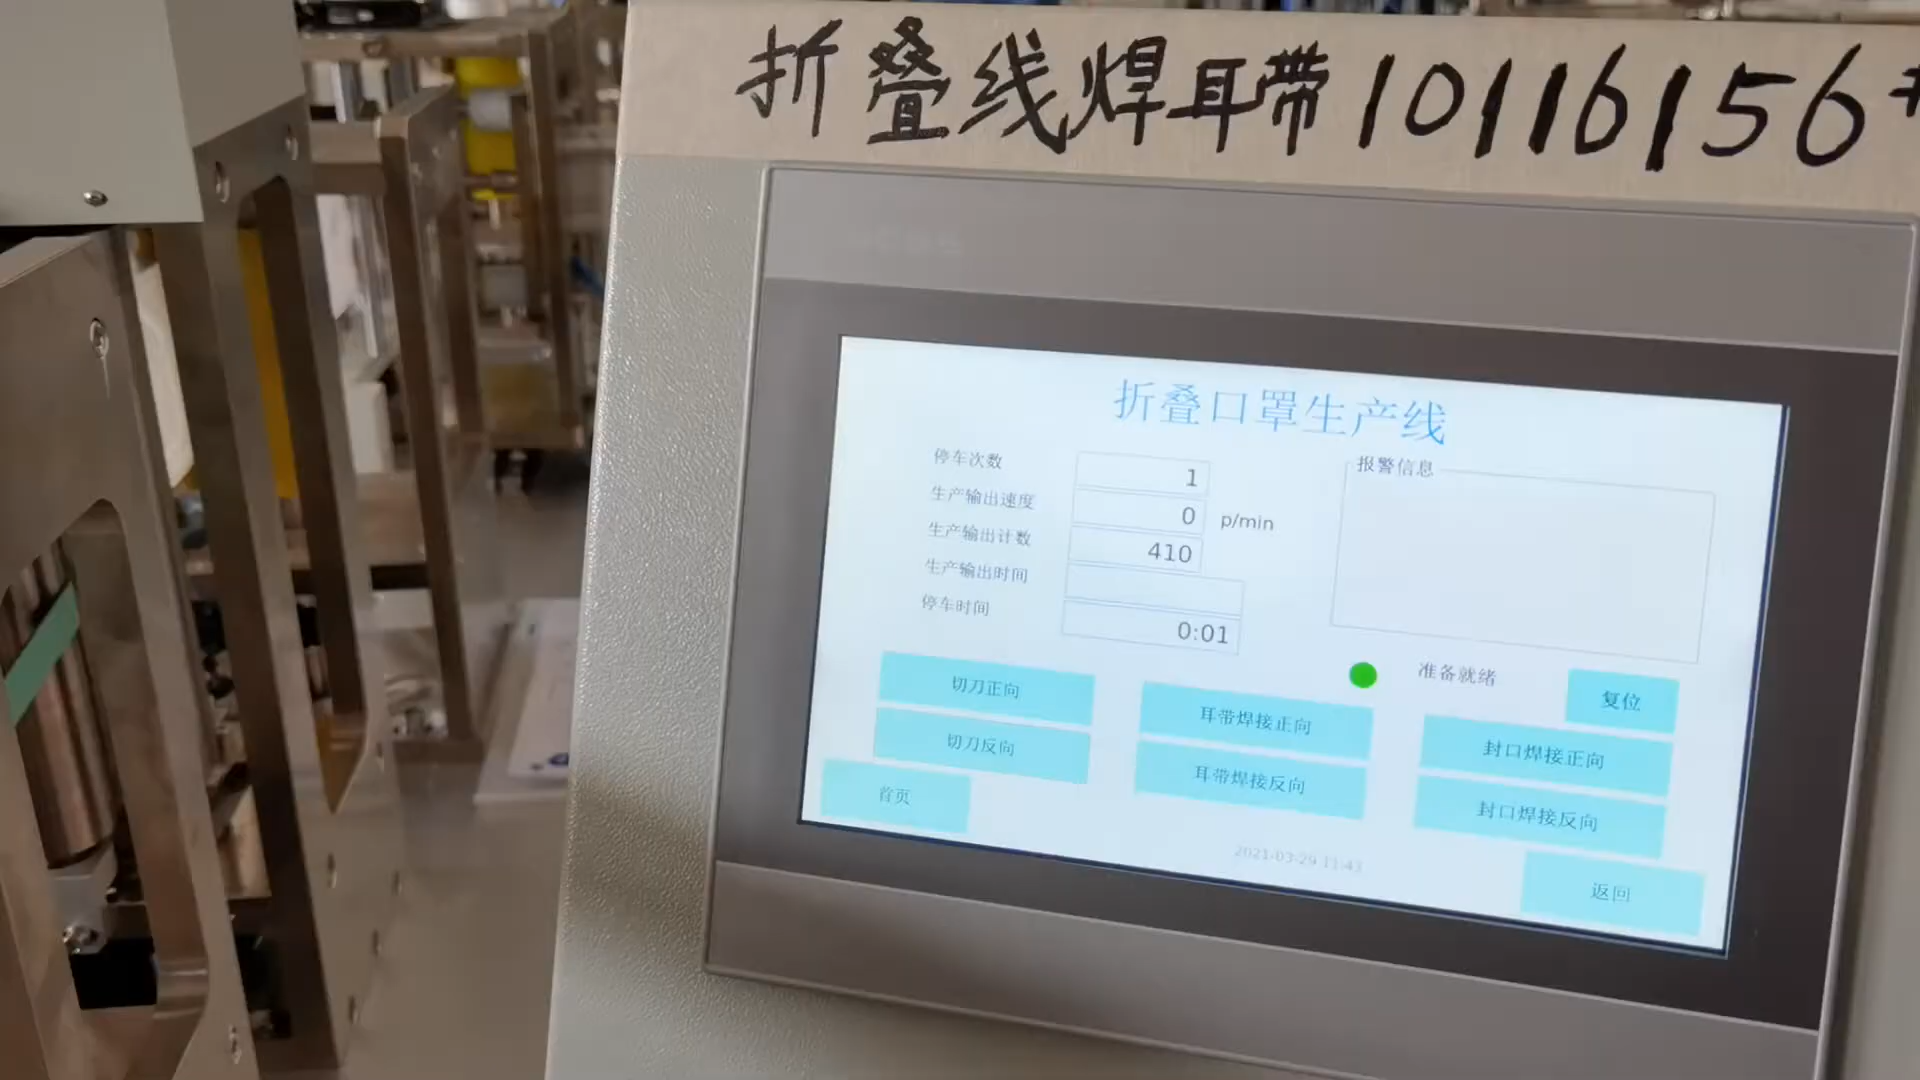 折叠线焊耳带10116156#
折叠口罩生产线
停车次数 1
生产输出速度 0 p/min
生产输出计数 410
生产输出时间
停车时间 0:01
报警信息
准备就绪
复位
切刀正向
耳带焊接正向
封口焊接正向
切刀反向
耳带焊接反向
封口焊接反向
首页
2021-03-29 11:43
返回